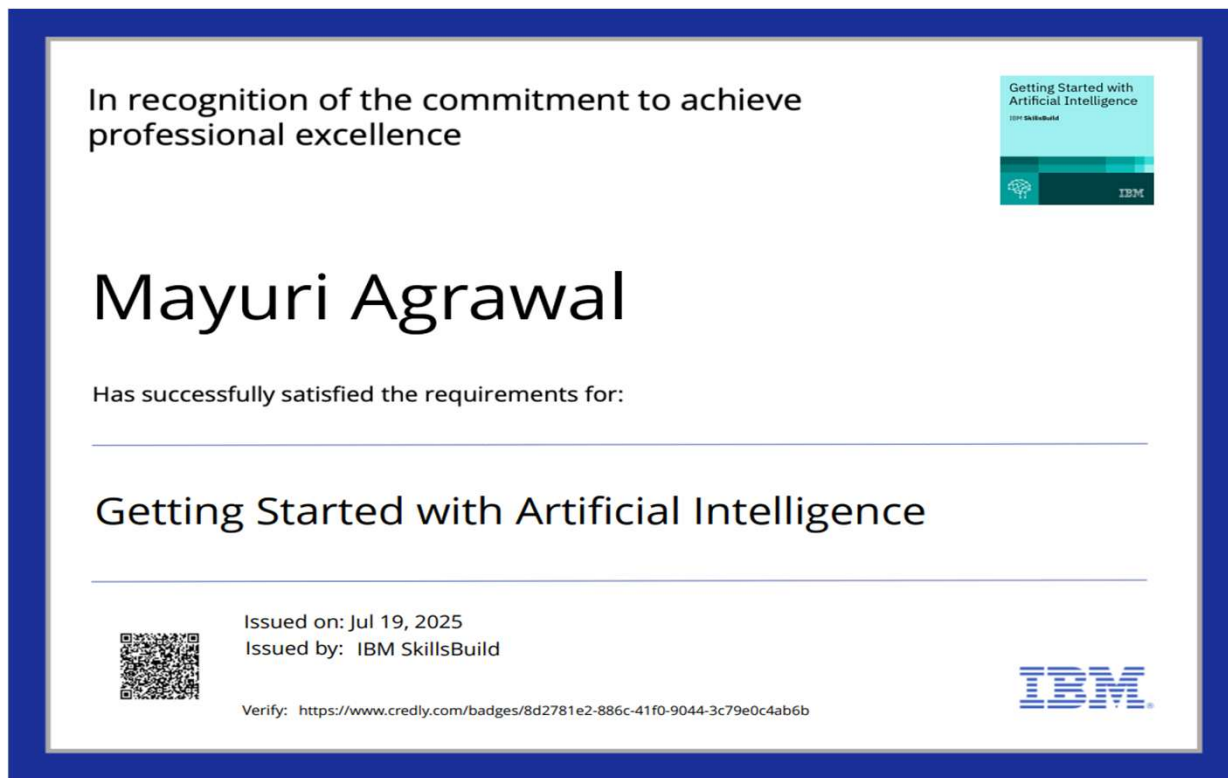 In recognition of the commitment to achieve
professional excellence
Getting Started with
Artificial Intelligence
IBM SkillsBuild
IBM
Mayuri Agrawal
Has successfully satisfied the requirements for:
Getting Started with Artificial Intelligence
Issued on: Jul 19, 2025
Issued by: IBM SkillsBuild
Verify: https://www.credly.com/badges/8d2781e2-886c-41f0-9044-3c79e0c4ab6b
IBM®